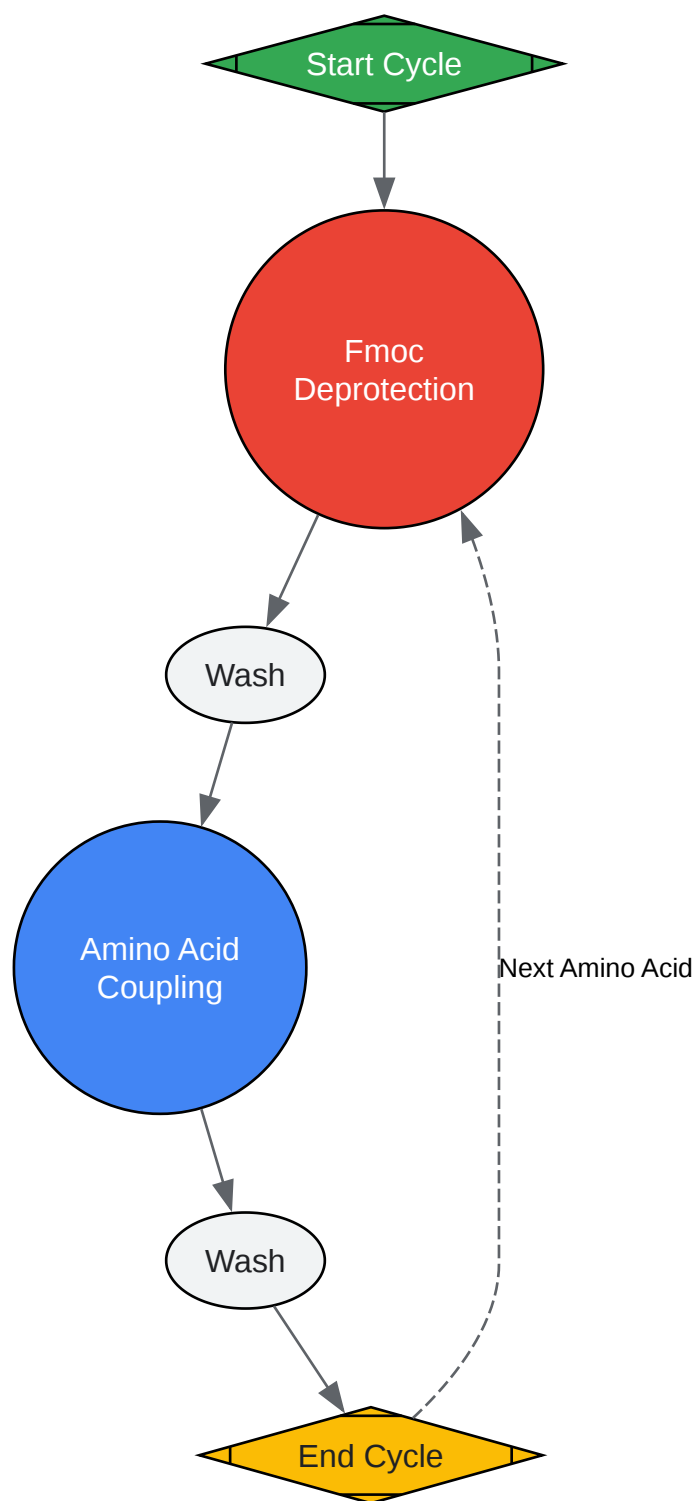 Start Cycle
Fmoc
Deprotection
Wash
Amino Acid
Coupling
Next Amino Acid
Wash
End Cycle